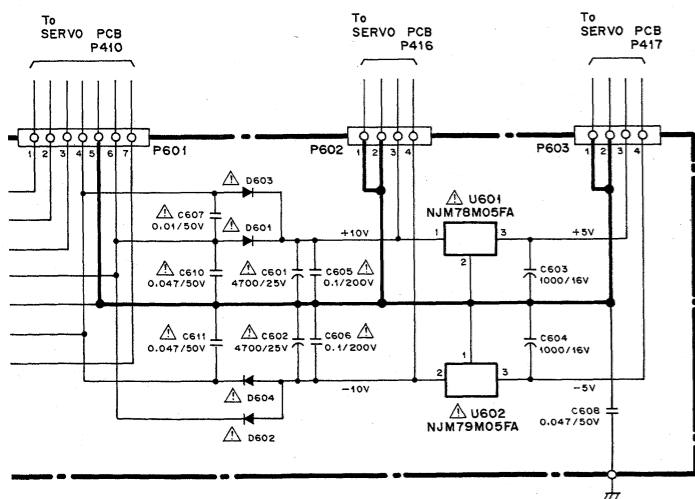 To
SERVO PCB
P410
To
SERVO PCB
P416
To
SERVO PCB
P417
1 2 3 4 5 6 7
P601
P602
1 2 3 4
P603
1 2 3 4
⚠ D603
⚠ C607
0.01/50V
⚠ D601
+10V
⚠ U601
NJM78M05FA
1
3
2
+5V
⚠ C610
0.047/50V
⚠ C601
4700/25V
C605 ⚠
0.1/200V
C603
1000/16V
⚠ C611
0.047/50V
⚠ C602
4700/25V
C606 ⚠
0.1/200V
C604
1000/16V
⚠ D604
⚠ D602
-10V
1
2
3
-5V
⚠ U602
NJM79M05FA
C608
0.047/50V